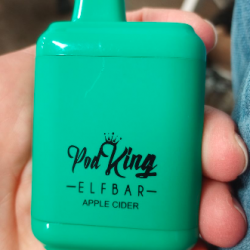 Pod King
ELFBAR
APPLE CIDER